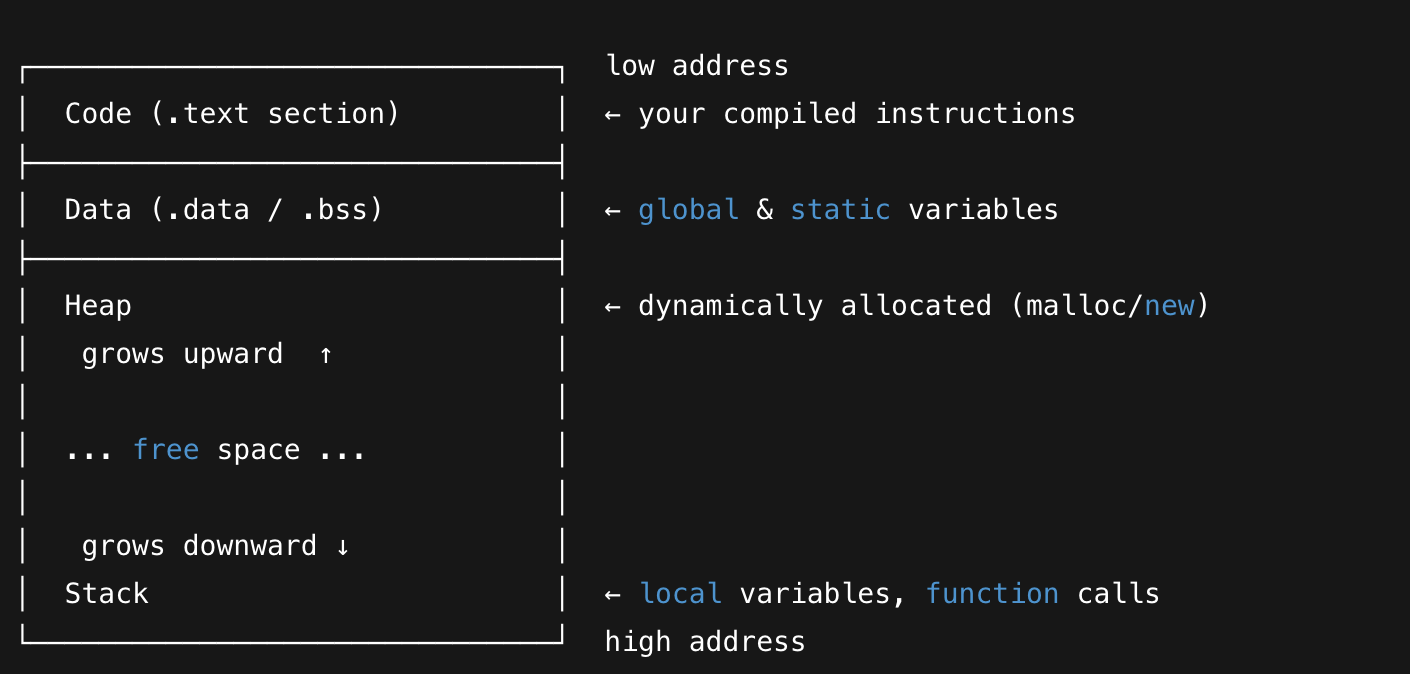 low address
Code (.text section) ← your compiled instructions
Data (.data / .bss) ← global & static variables
Heap ← dynamically allocated (malloc/new)
grows upward ↑
... free space ...
grows downward ↓
Stack ← local variables, function calls
high address